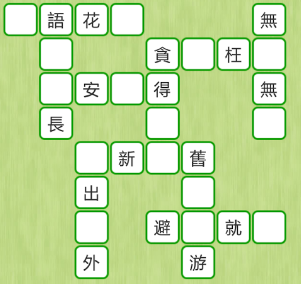 語花 無
貪 枉
安 得 無
長
新 舊
出
避 就
外 游